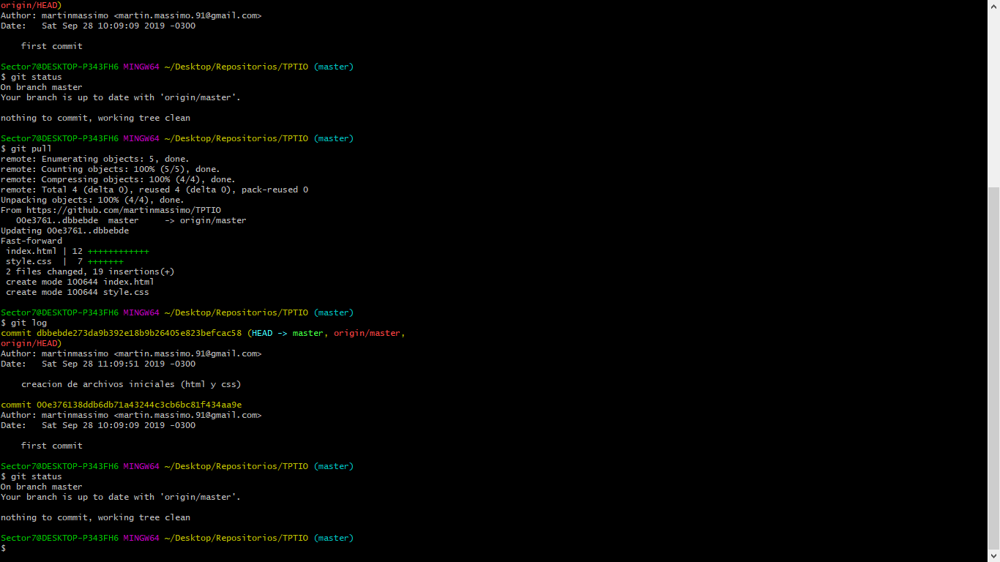 origin/HEAD)
Author: martinmassimo <martin.massimo.91@gmail.com>
Date:   Sat Sep 28 10:09:09 2019 -0300
    first commit
Sector7@DESKTOP-P343FH6 MINGW64 ~/Desktop/Repositorios/TPTIO (master)
$ git status
On branch master
Your branch is up to date with 'origin/master'.
nothing to commit, working tree clean
Sector7@DESKTOP-P343FH6 MINGW64 ~/Desktop/Repositorios/TPTIO (master)
$ git pull
remote: Enumerating objects: 5, done.
remote: Counting objects: 100% (5/5), done.
remote: Compressing objects: 100% (4/4), done.
remote: Total 4 (delta 0), reused 4 (delta 0), pack-reused 0
Unpacking objects: 100% (4/4), done.
From https://github.com/martinmassimo/TPTIO
   00e3761..dbbebde  master     -> origin/master
Updating 00e3761..dbbebde
Fast-forward
 index.html | 12 ++++++++++++
 style.css  |  7 +++++++
 2 files changed, 19 insertions(+)
 create mode 100644 index.html
 create mode 100644 style.css
Sector7@DESKTOP-P343FH6 MINGW64 ~/Desktop/Repositorios/TPTIO (master)
$ git log
commit dbbebde273da9b392e18b9b26405e823befcac58 (HEAD -> master, origin/master,
origin/HEAD)
Author: martinmassimo <martin.massimo.91@gmail.com>
Date:   Sat Sep 28 11:09:51 2019 -0300
    creacion de archivos iniciales (html y css)
commit 00e376138ddb6db71a43244c3cb6bc81f434aa9e
Author: martinmassimo <martin.massimo.91@gmail.com>
Date:   Sat Sep 28 10:09:09 2019 -0300
    first commit
Sector7@DESKTOP-P343FH6 MINGW64 ~/Desktop/Repositorios/TPTIO (master)
$ git status
On branch master
Your branch is up to date with 'origin/master'.
nothing to commit, working tree clean
Sector7@DESKTOP-P343FH6 MINGW64 ~/Desktop/Repositorios/TPTIO (master)
$